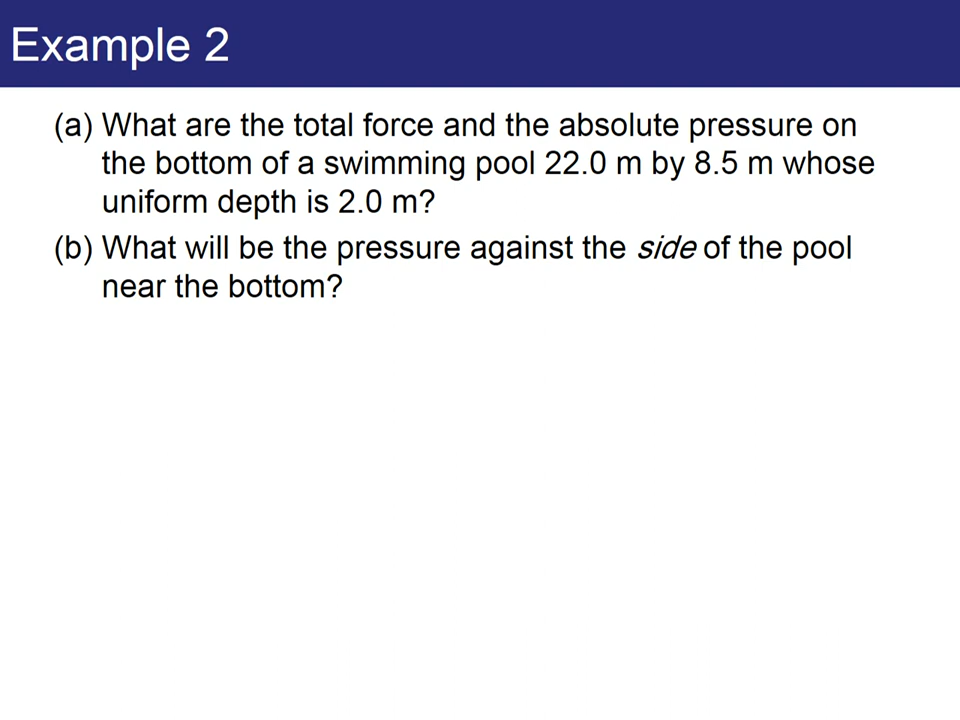 Example 2
(a) What are the total force and the absolute pressure on
the bottom of a swimming pool 22.0 m by 8.5 m whose
uniform depth is 2.0 m?
(b) What will be the pressure against the side of the pool
near the bottom?